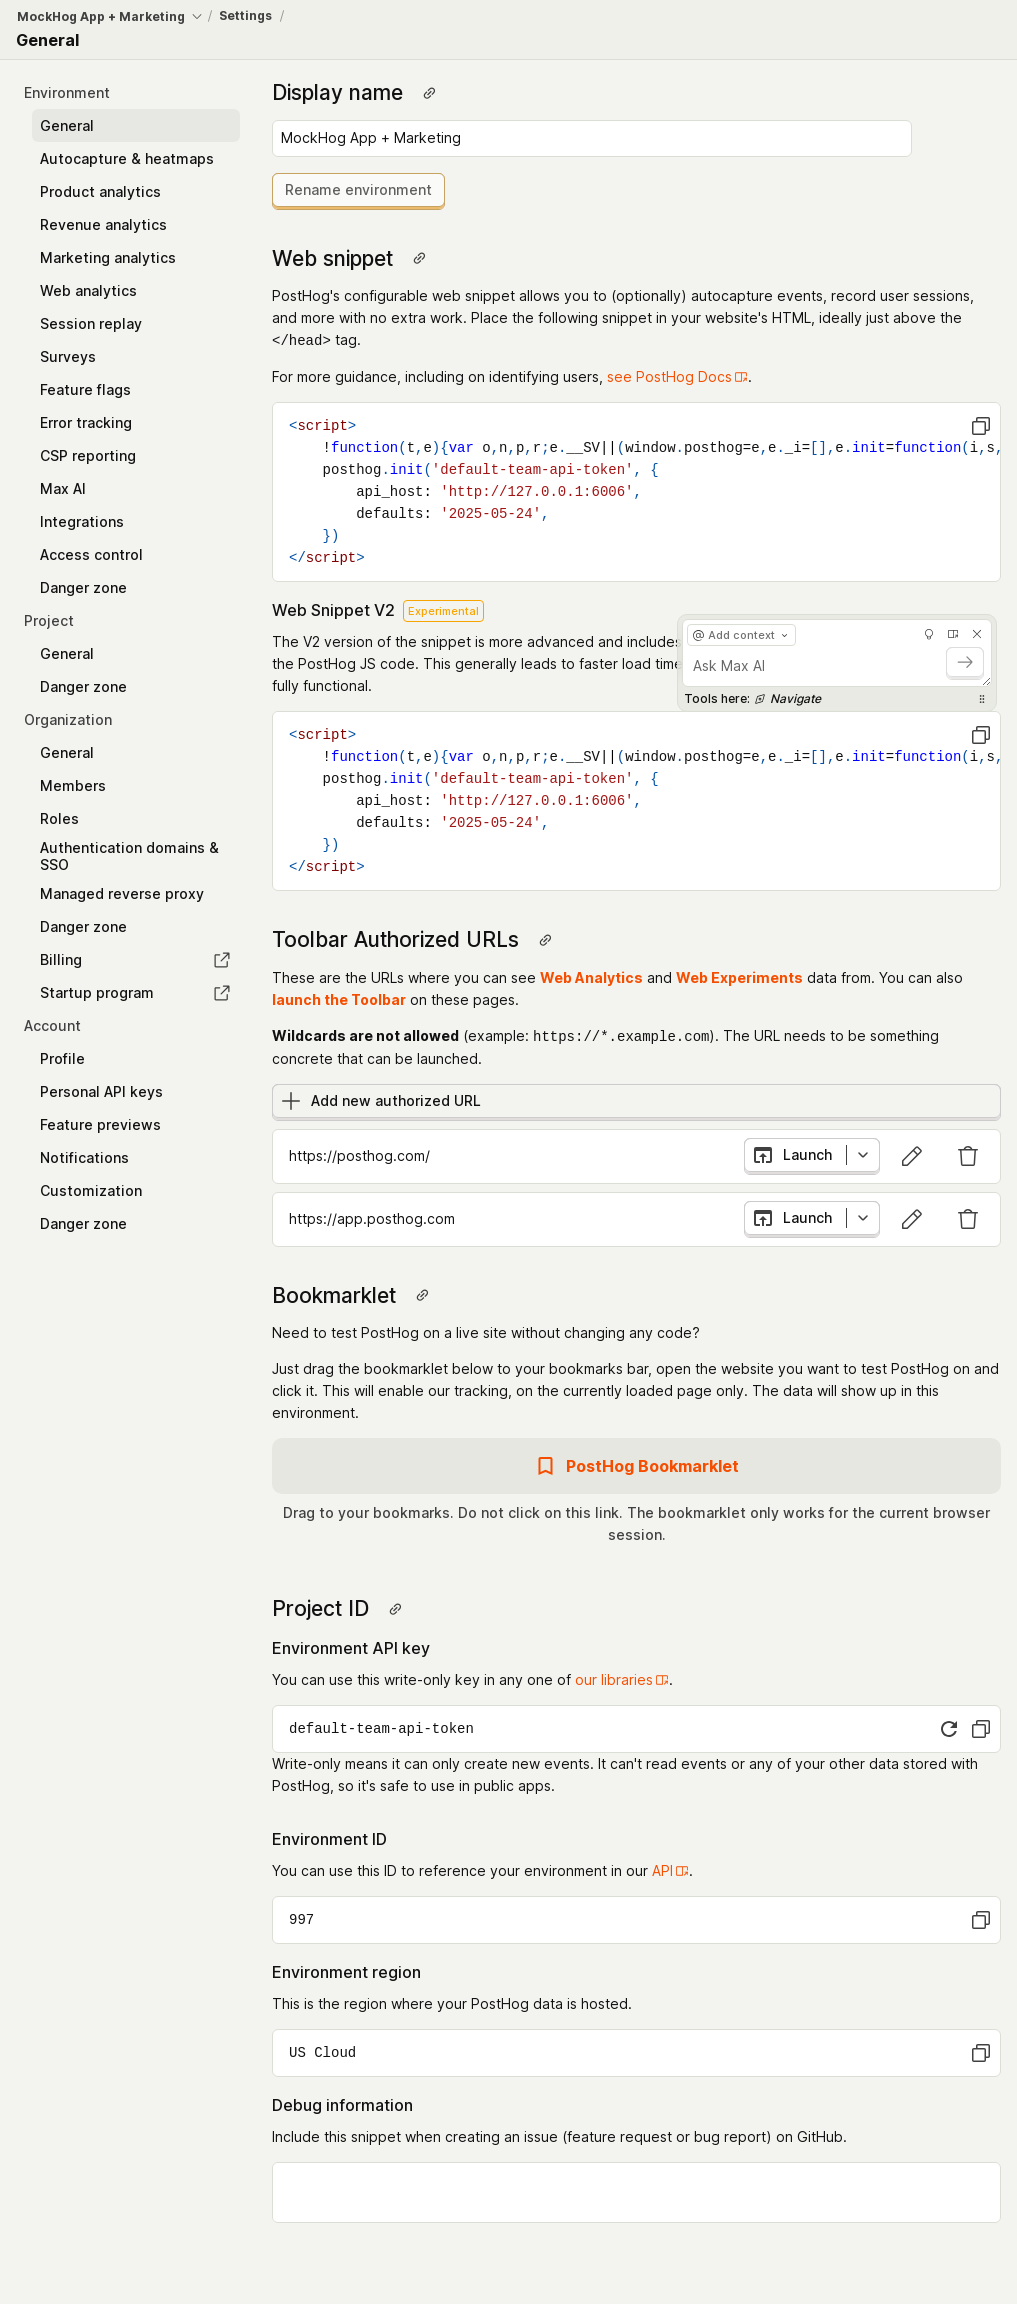 MockHog App + Marketing / Settings /
General
Environment
General
Autocapture & heatmaps
Product analytics
Revenue analytics
Marketing analytics
Web analytics
Session replay
Surveys
Feature flags
Error tracking
CSP reporting
Max AI
Integrations
Access control
Danger zone
Project
General
Danger zone
Organization
General
Members
Roles
Authentication domains &
SSO
Managed reverse proxy
Danger zone
Billing
Startup program
Account
Profile
Personal API keys
Feature previews
Notifications
Customization
Danger zone
Display name
MockHog App + Marketing
Rename environment
Web snippet
PostHog's configurable web snippet allows you to (optionally) autocapture events, record user sessions,
and more with no extra work. Place the following snippet in your website's HTML, ideally just above the
</head> tag.
For more guidance, including on identifying users, see PostHog Docs.
<script>
    !function(t,e){var o,n,p,r;e.__SV||(window.posthog=e,e._i=[],e.init=function(i,s,
    posthog.init('default-team-api-token', {
        api_host: 'http://127.0.0.1:6006',
        defaults: '2025-05-24',
    })
</script>
Web Snippet V2 Experimental
The V2 version of the snippet is more advanced and includes
the PostHog JS code. This generally leads to faster load time
fully functional.
@ Add context
Ask Max AI
Tools here: Navigate
<script>
    !function(t,e){var o,n,p,r;e.__SV||(window.posthog=e,e._i=[],e.init=function(i,s,
    posthog.init('default-team-api-token', {
        api_host: 'http://127.0.0.1:6006',
        defaults: '2025-05-24',
    })
</script>
Toolbar Authorized URLs
These are the URLs where you can see Web Analytics and Web Experiments data from. You can also
launch the Toolbar on these pages.
Wildcards are not allowed (example: https://*.example.com). The URL needs to be something
concrete that can be launched.
Add new authorized URL
https://posthog.com/ Launch
https://app.posthog.com Launch
Bookmarklet
Need to test PostHog on a live site without changing any code?
Just drag the bookmarklet below to your bookmarks bar, open the website you want to test PostHog on and
click it. This will enable our tracking, on the currently loaded page only. The data will show up in this
environment.
PostHog Bookmarklet
Drag to your bookmarks. Do not click on this link. The bookmarklet only works for the current browser
session.
Project ID
Environment API key
You can use this write-only key in any one of our libraries.
default-team-api-token
Write-only means it can only create new events. It can't read events or any of your other data stored with
PostHog, so it's safe to use in public apps.
Environment ID
You can use this ID to reference your environment in our API.
997
Environment region
This is the region where your PostHog data is hosted.
US Cloud
Debug information
Include this snippet when creating an issue (feature request or bug report) on GitHub.